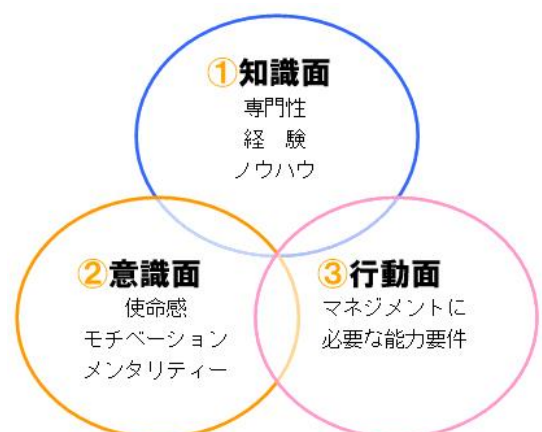 ①知識面
専門性
経　験
ノウハウ
②意識面
使命感
モチベーション
メンタリティー
③行動面
マネジメントに
必要な能力要件